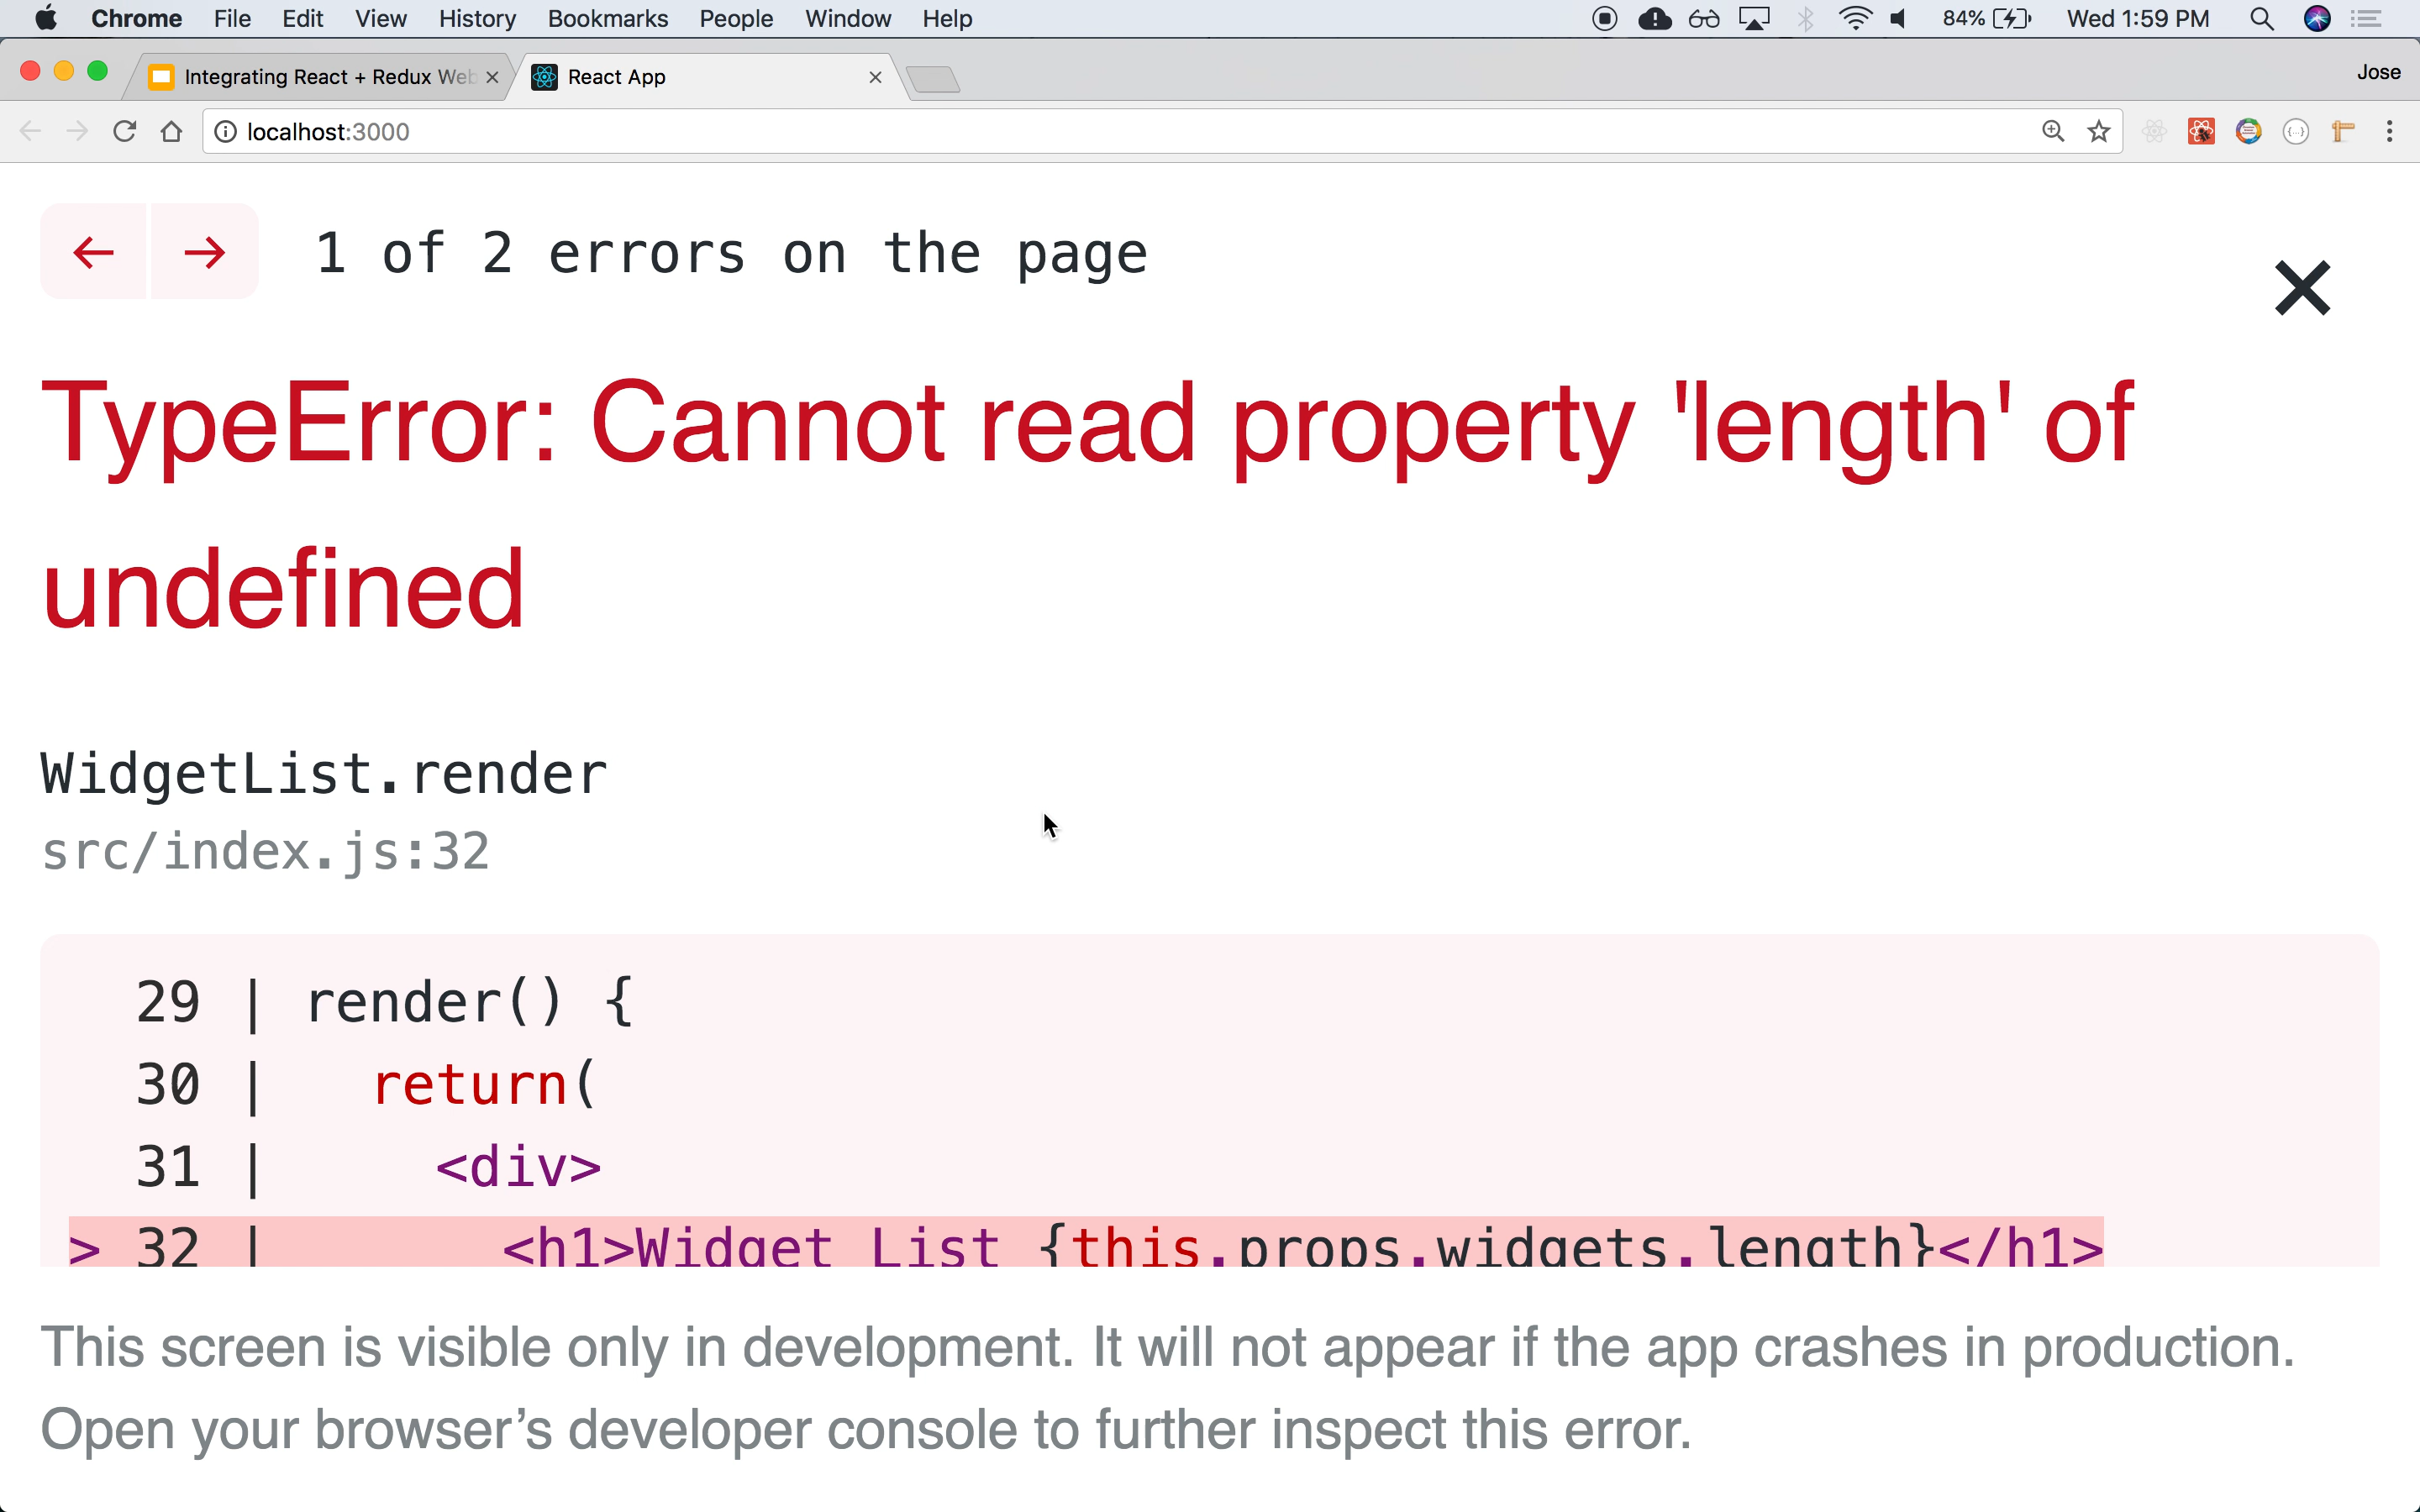 Chrome File Edit View History Bookmarks People Window Help 84% Wed 1:59 PM
Integrating React + Redux Web React App Jose
localhost:3000
1 of 2 errors on the page
TypeError: Cannot read property 'length' of
undefined
WidgetList.render
src/index.js:32
29 | render() {
30 | return(
31 | <div>
> 32 | <h1>Widget List {this.props.widgets.length}</h1>
This screen is visible only in development. It will not appear if the app crashes in production.
Open your browser’s developer console to further inspect this error.